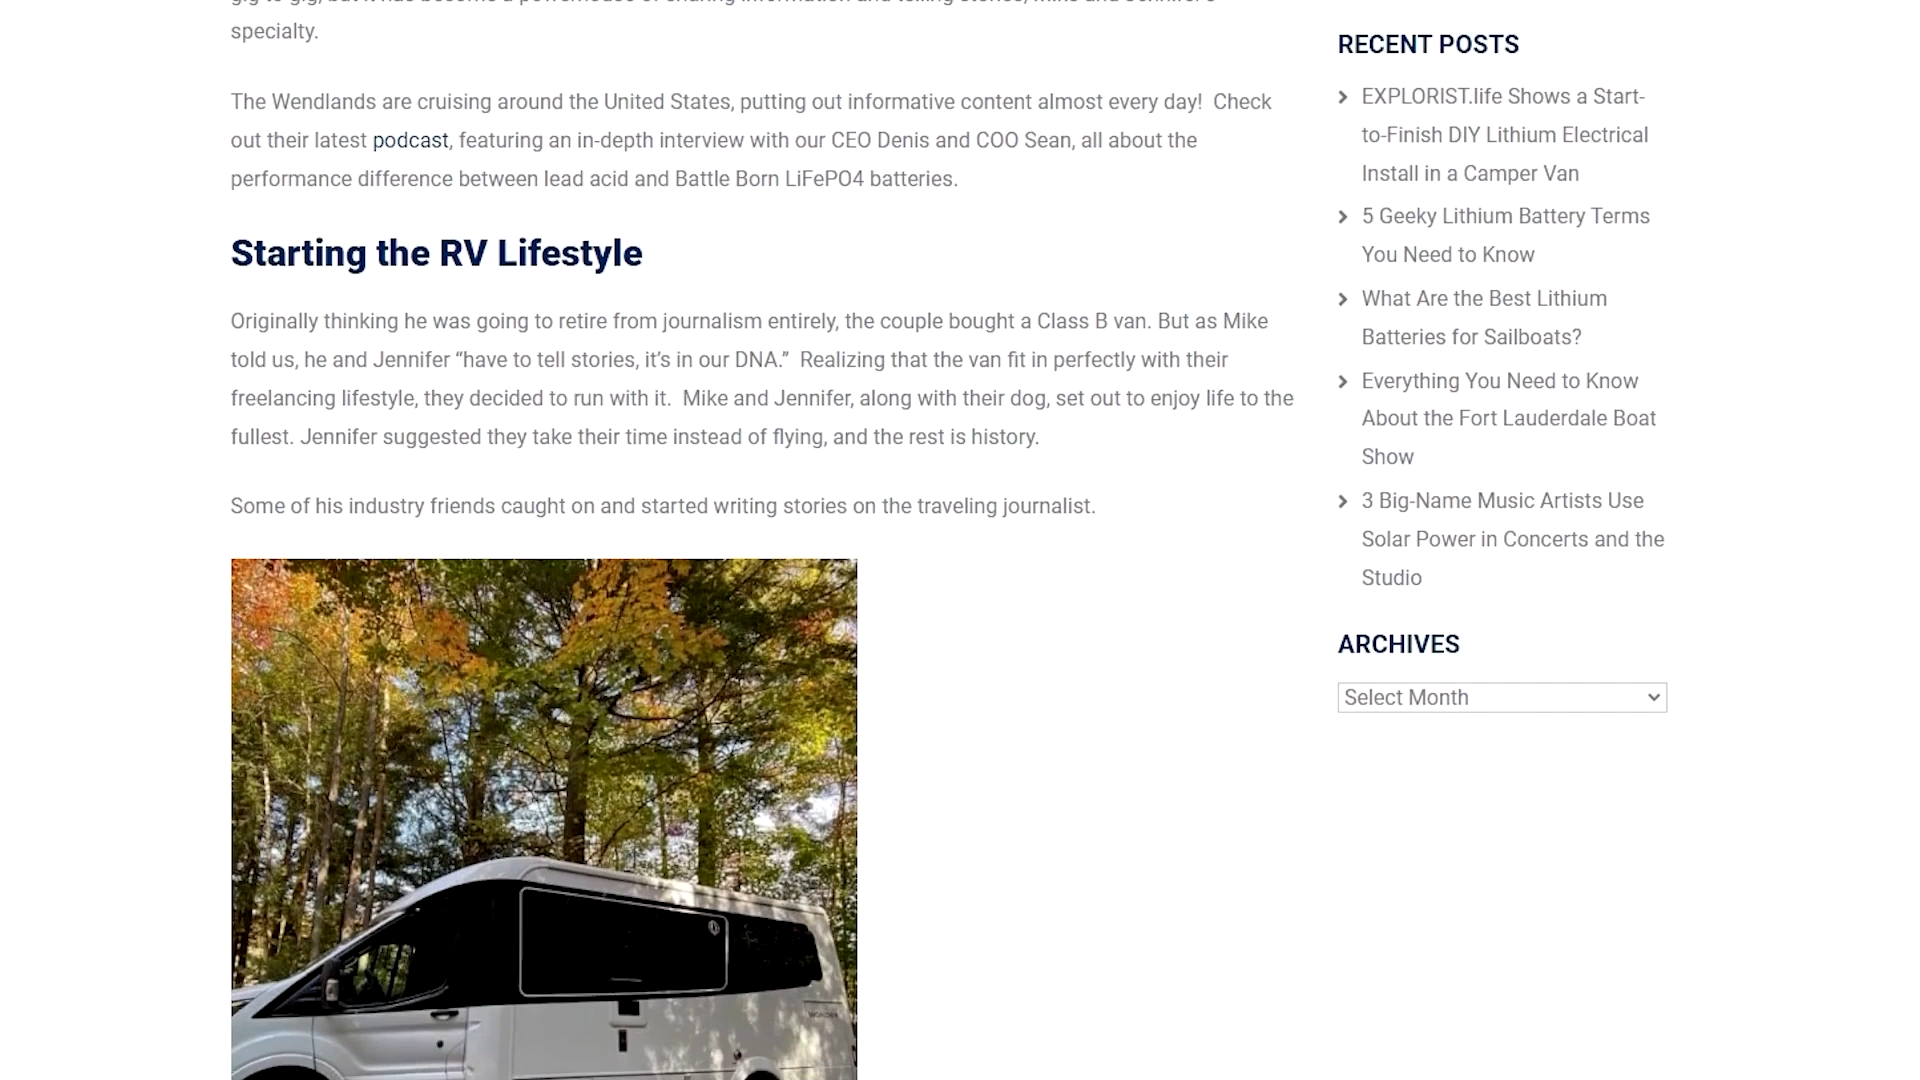 specialty.
The Wendlands are cruising around the United States, putting out informative content almost every day!  Check
out their latest podcast, featuring an in-depth interview with our CEO Denis and COO Sean, all about the
performance difference between lead acid and Battle Born LiFePO4 batteries.
Starting the RV Lifestyle
Originally thinking he was going to retire from journalism entirely, the couple bought a Class B van. But as Mike
told us, he and Jennifer “have to tell stories, it’s in our DNA.”  Realizing that the van fit in perfectly with their
freelancing lifestyle, they decided to run with it.  Mike and Jennifer, along with their dog, set out to enjoy life to the
fullest. Jennifer suggested they take their time instead of flying, and the rest is history.
Some of his industry friends caught on and started writing stories on the traveling journalist.
WONDER
RECENT POSTS
EXPLORIST.life Shows a Start-
to-Finish DIY Lithium Electrical
Install in a Camper Van
5 Geeky Lithium Battery Terms
You Need to Know
What Are the Best Lithium
Batteries for Sailboats?
Everything You Need to Know
About the Fort Lauderdale Boat
Show
3 Big-Name Music Artists Use
Solar Power in Concerts and the
Studio
ARCHIVES
Select Month